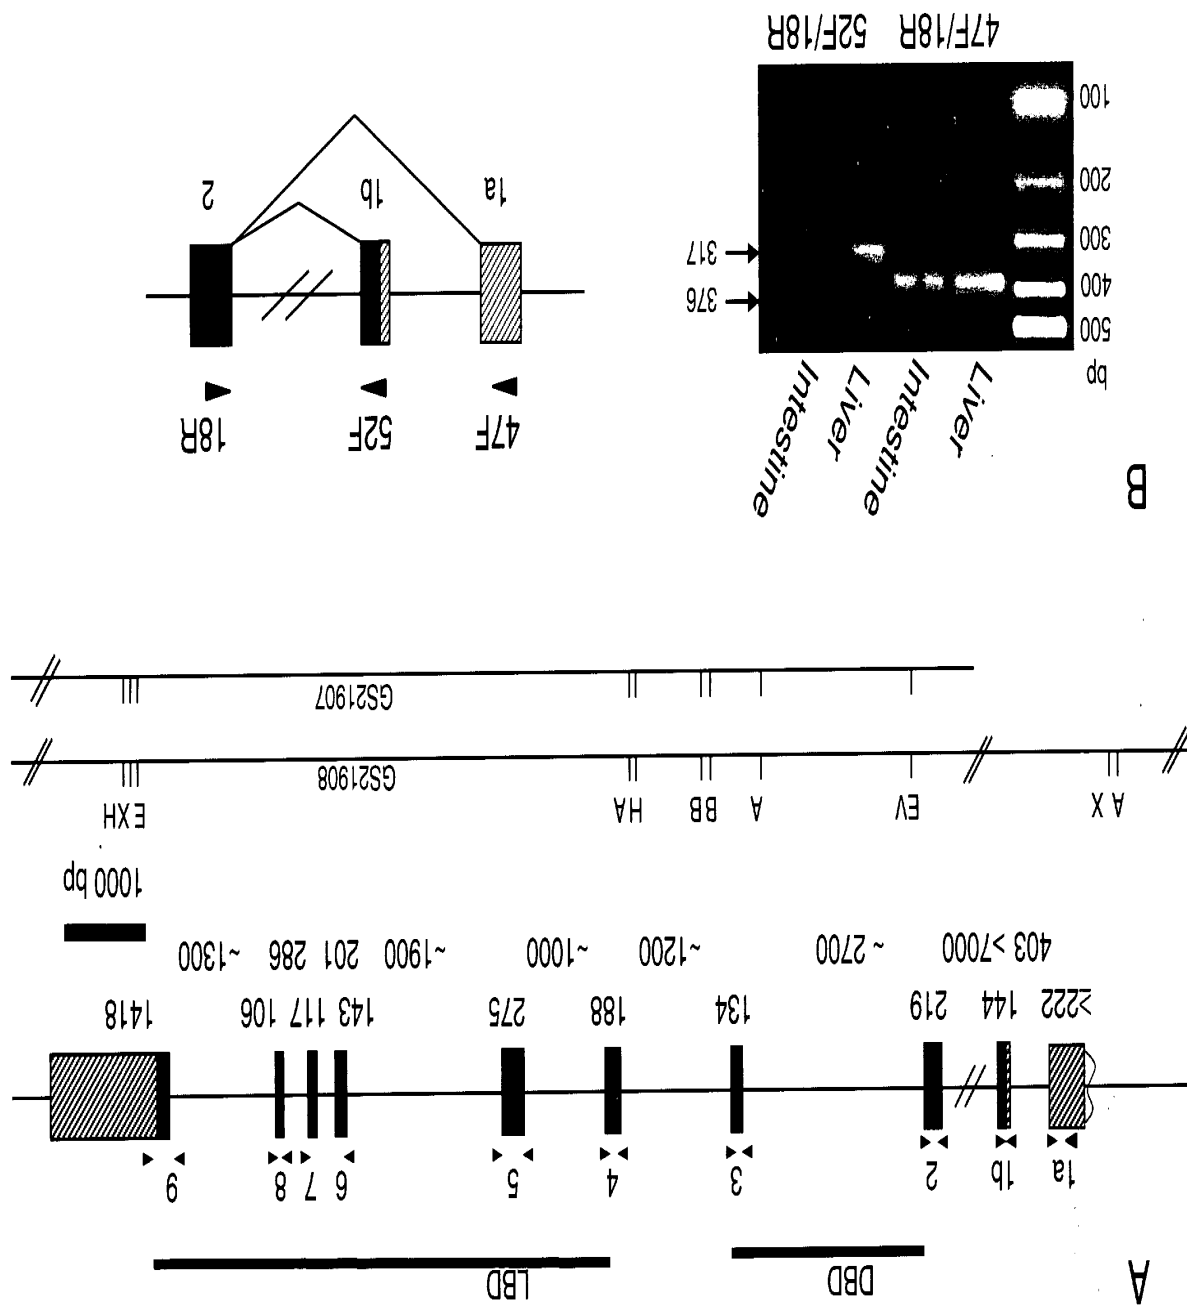 A
DBD LBD
1a 1b 2 3 4 5 6 7 8 9
≥222 144 219 134 188 275 143 117 106 1418
403 >7000 ~2700 ~1200 ~1000 ~1900 201 286 ~1300
1000 bp
A X EV A BB HA EXH
GS21908
GS21907
B
Liver Intestine Liver Intestine
bp
500
400
300
200
100
376
317
47F/18R 52F/18R
47F 52F 18R
1a 1b 2